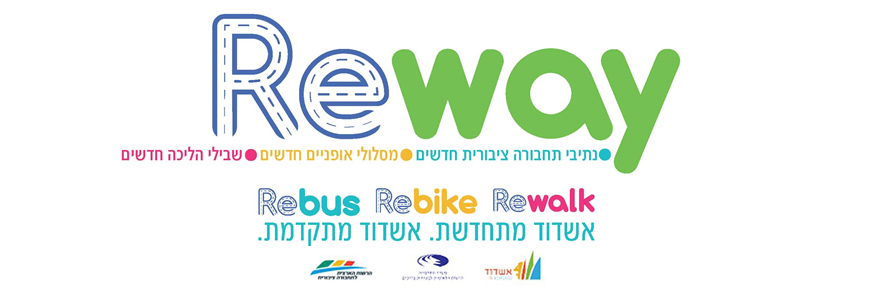 Reway
נתיבי תחבורה ציבורית חדשים מסלולי אופניים חדשים שבילי הליכה חדשים
Rebus Rebike Rewalk
אשדוד מתחדשת. אשדוד מתקדמת.
אשדוד
הרשות הארצית
לתחבורה ציבורית